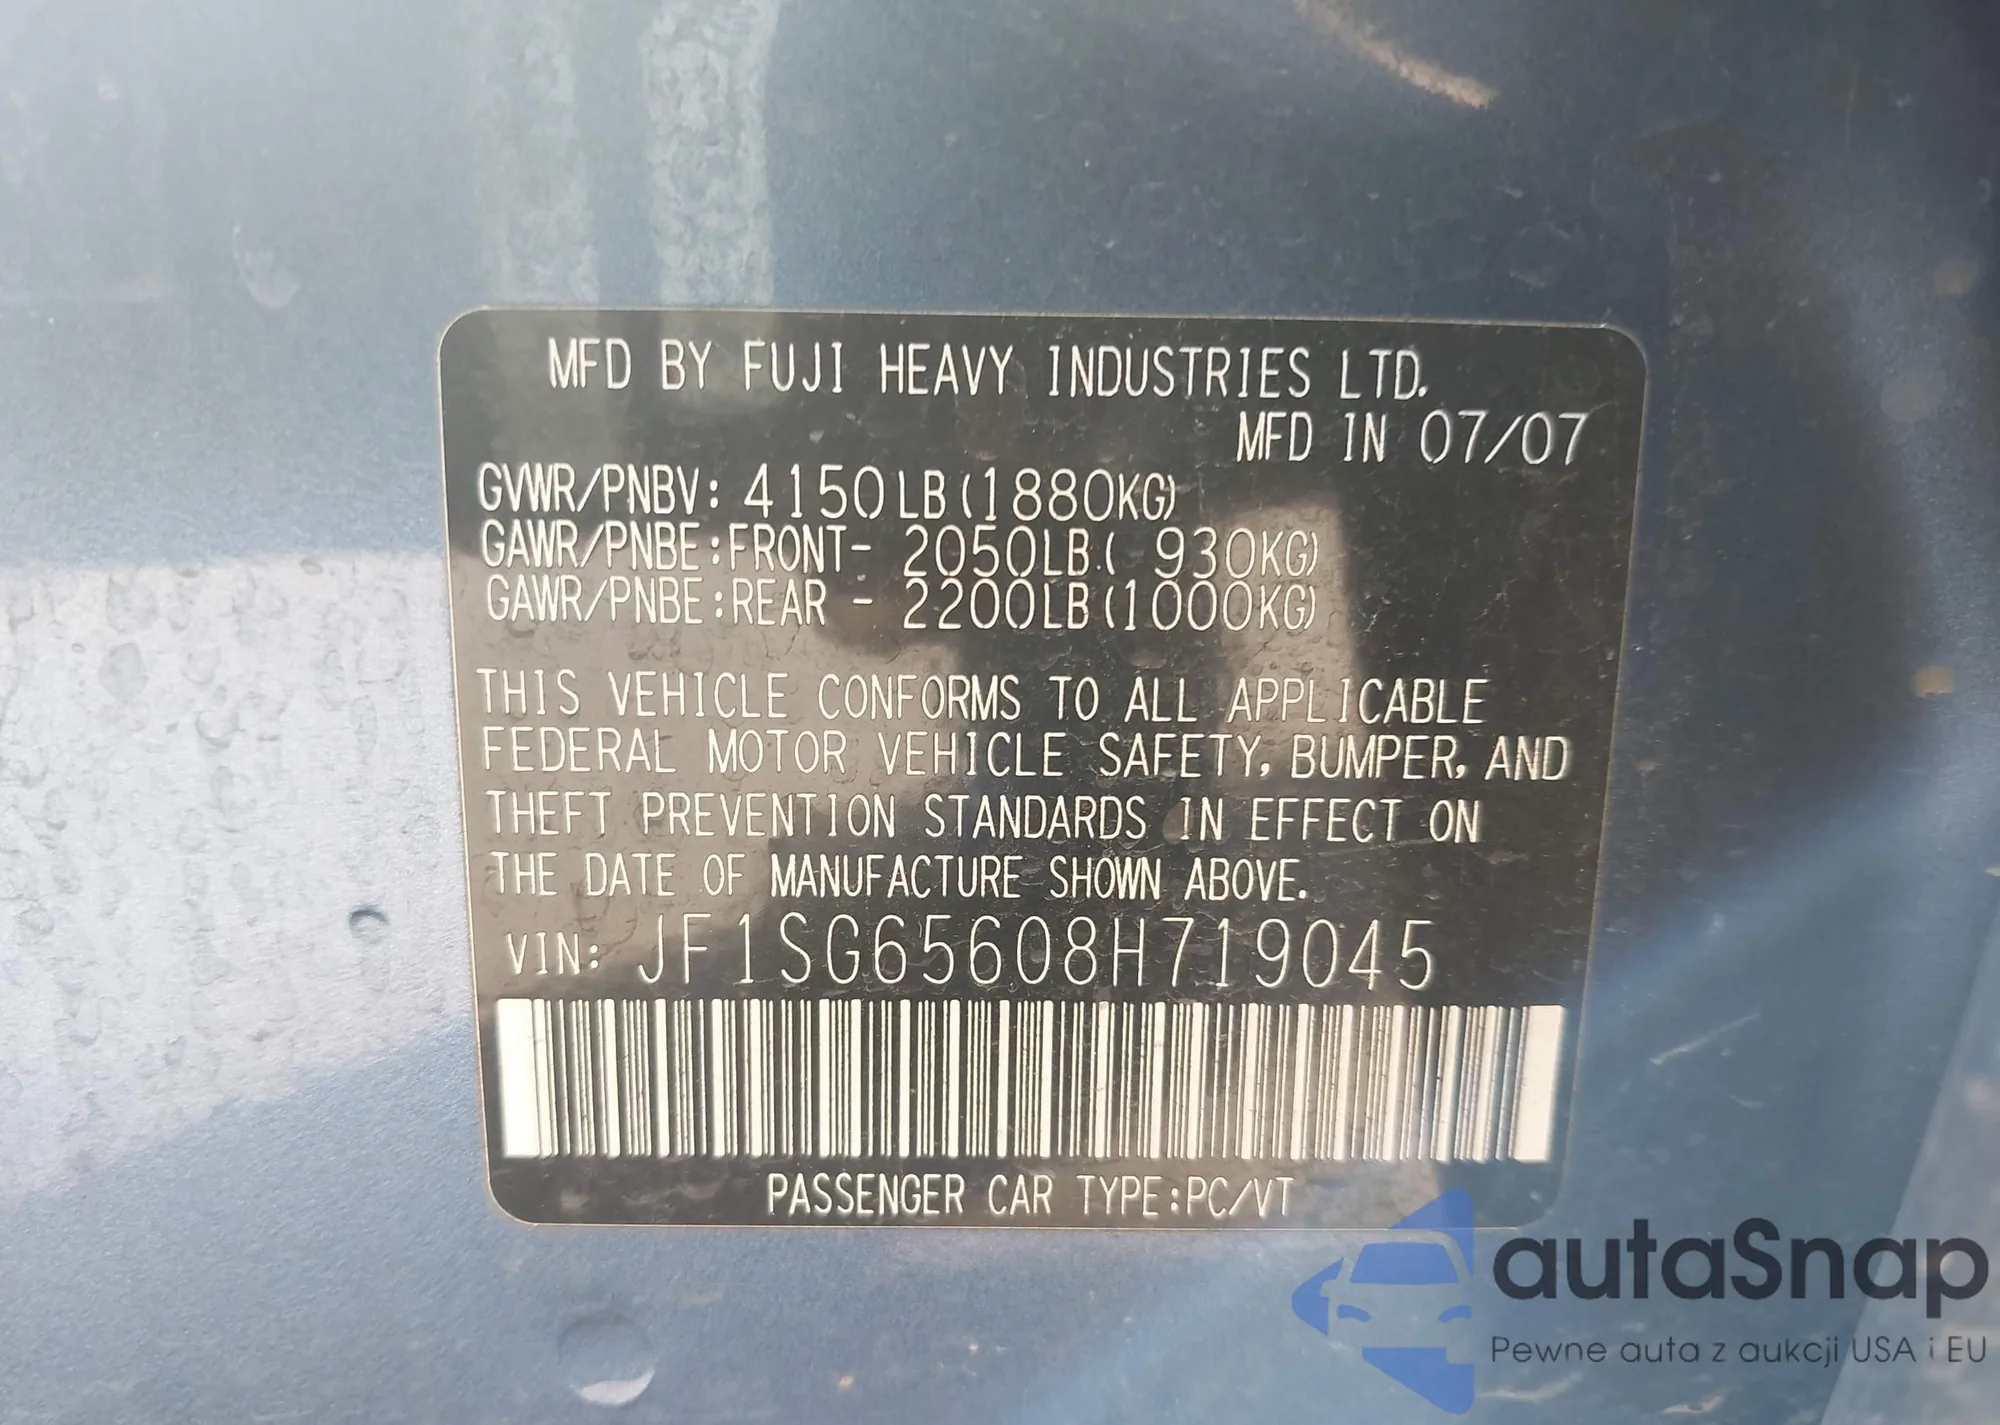 MFD BY FUJI HEAVY INDUSTRIES LTD.
MFD IN 07/07
GVWR/PNBV: 4150LB(1880KG)
GAWR/PNBE:FRONT- 2050LB( 930KG)
GAWR/PNBE:REAR - 2200LB(1000KG)
THIS VEHICLE CONFORMS TO ALL APPLICABLE
FEDERAL MOTOR VEHICLE SAFETY, BUMPER, AND
THEFT PREVENTION STANDARDS IN EFFECT ON
THE DATE OF MANUFACTURE SHOWN ABOVE.
VIN: JF1SG65608H719045
PASSENGER CAR TYPE:PC/VT
autaSnap
Pewne auta z aukcji USA i EU